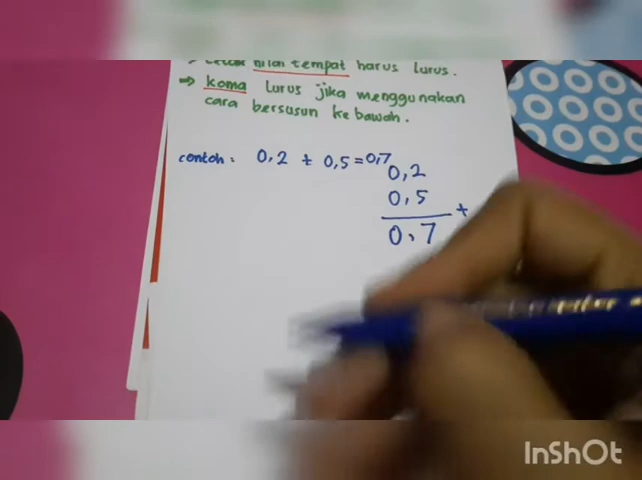 letak nilai tempat harus lurus.
⇒ koma lurus jika menggunakan
cara bersusun ke bawah.
contoh: 0,2 + 0,5 = 0,7
0,2
0,5
+
0,7
InShOt